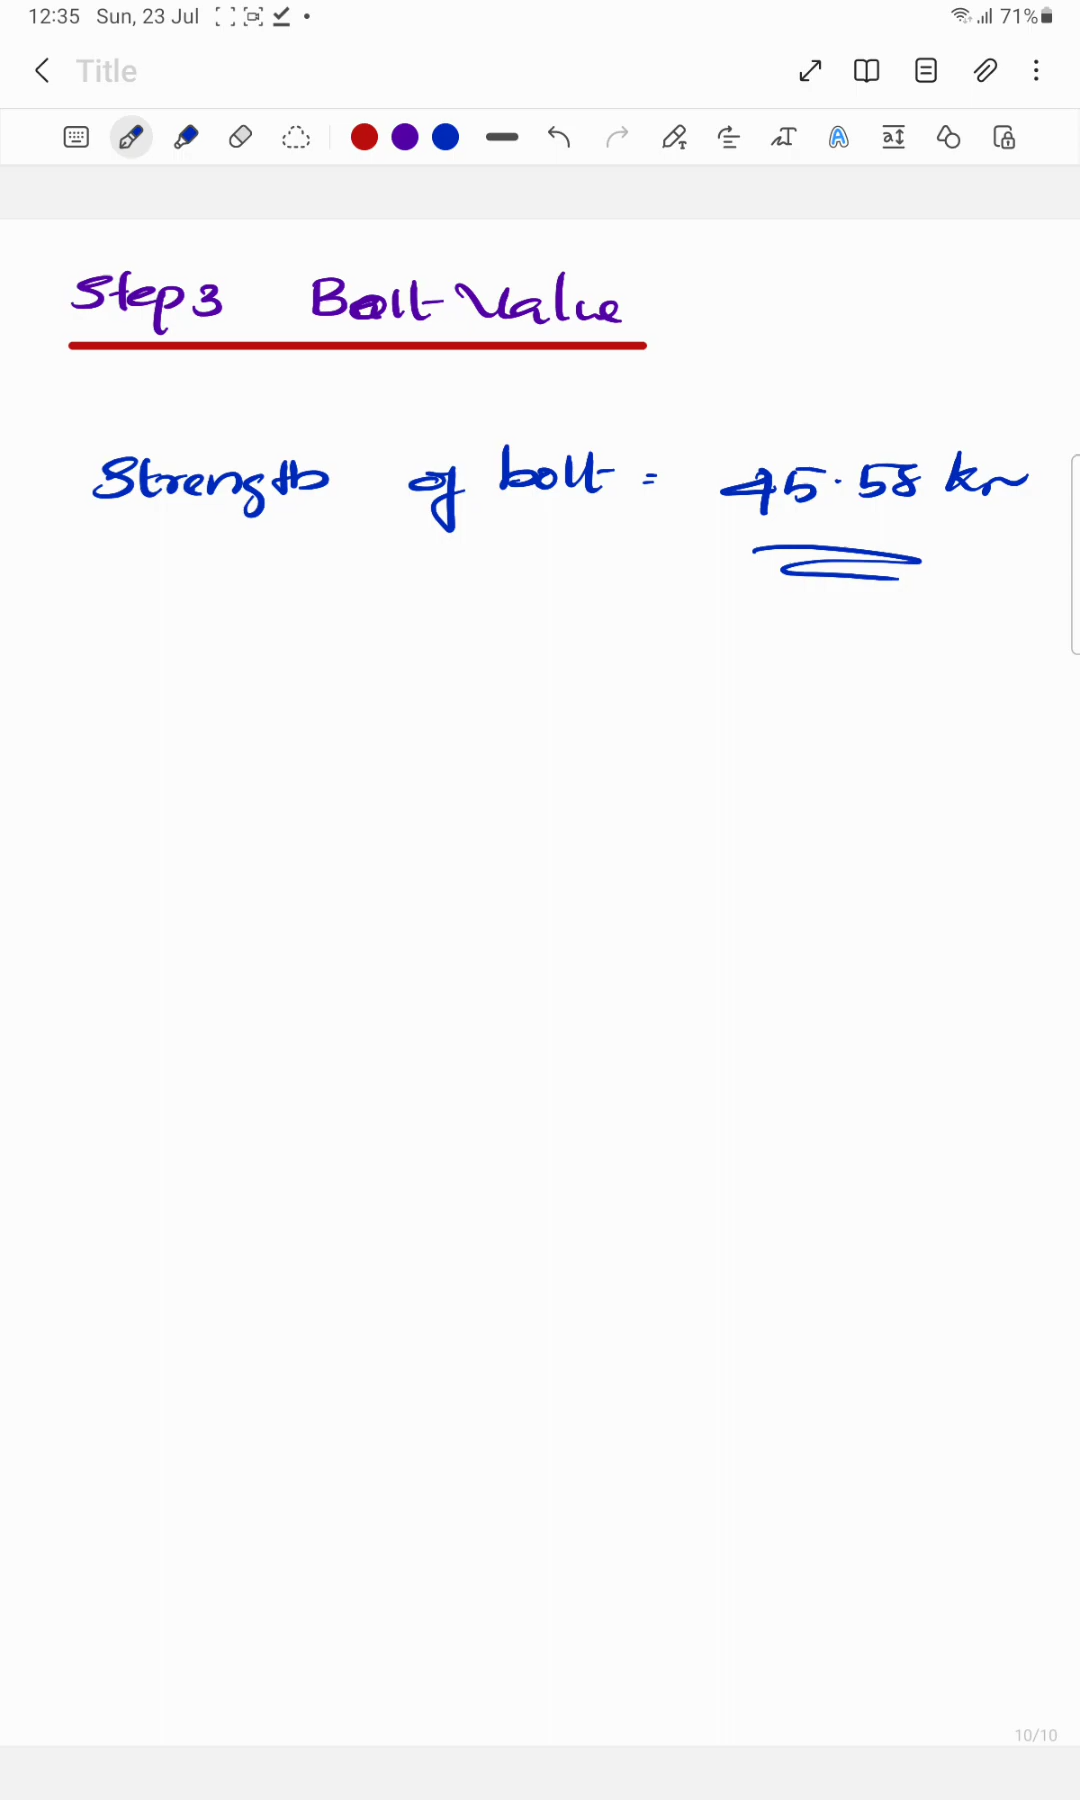 12:35 Sun, 23 Jul 71%
Title
Step 3 Bolt Value
Strength of bolt = 45.58 kN
10/10